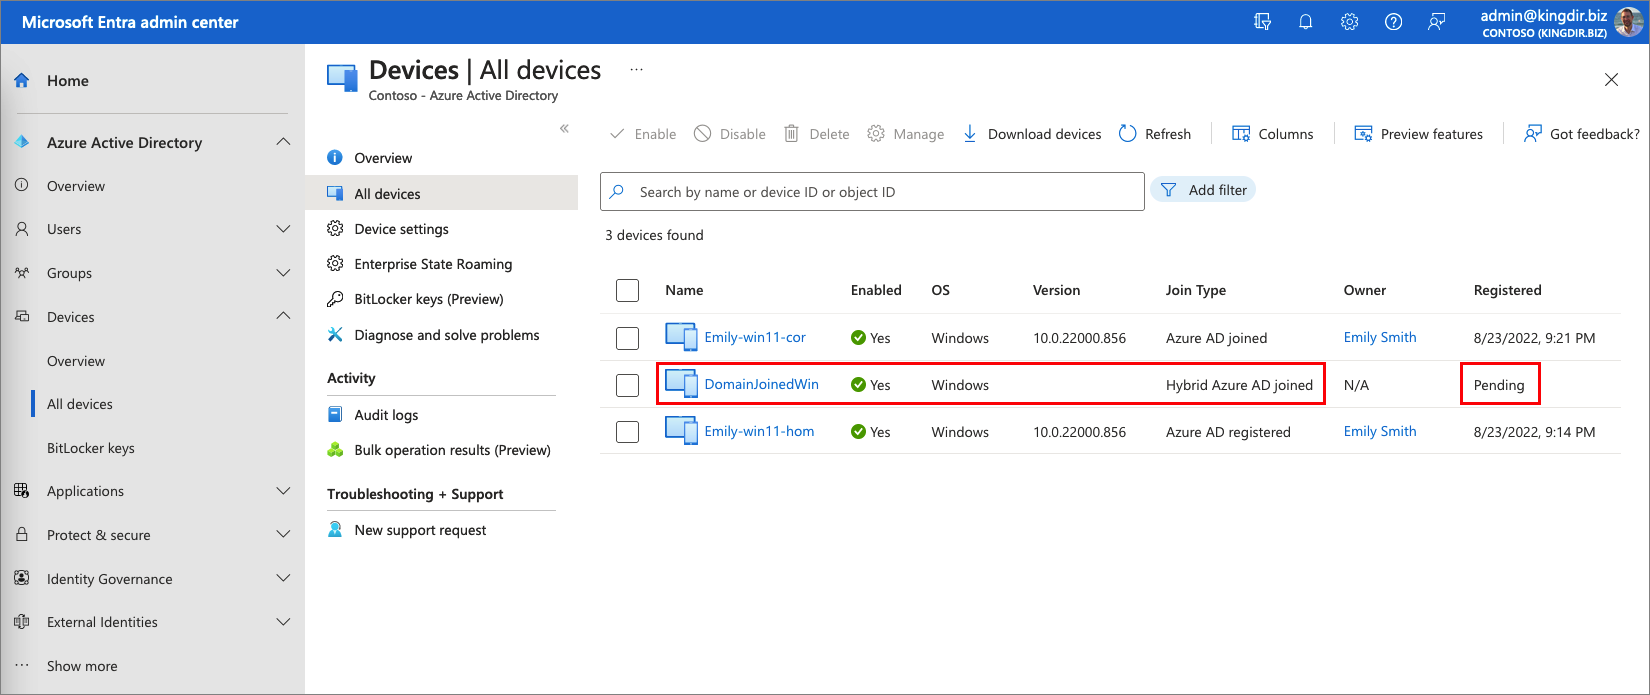 Microsoft Entra admin center
admin@kingdir.biz
CONTOSO (KINGDIR.BIZ)
Home
Azure Active Directory
Overview
Users
Groups
Devices
Overview
All devices
BitLocker keys
Applications
Protect & secure
Identity Governance
External Identities
Show more
Devices | All devices
Contoso - Azure Active Directory
Overview
All devices
Device settings
Enterprise State Roaming
BitLocker keys (Preview)
Diagnose and solve problems
Activity
Audit logs
Bulk operation results (Preview)
Troubleshooting + Support
New support request
Enable Disable Delete Manage Download devices Refresh Columns Preview features Got feedback?
Search by name or device ID or object ID Add filter
3 devices found
Name Enabled OS Version Join Type Owner Registered
Emily-win11-cor Yes Windows 10.0.22000.856 Azure AD joined Emily Smith 8/23/2022, 9:21 PM
DomainJoinedWin Yes Windows Hybrid Azure AD joined N/A Pending
Emily-win11-hom Yes Windows 10.0.22000.856 Azure AD registered Emily Smith 8/23/2022, 9:14 PM